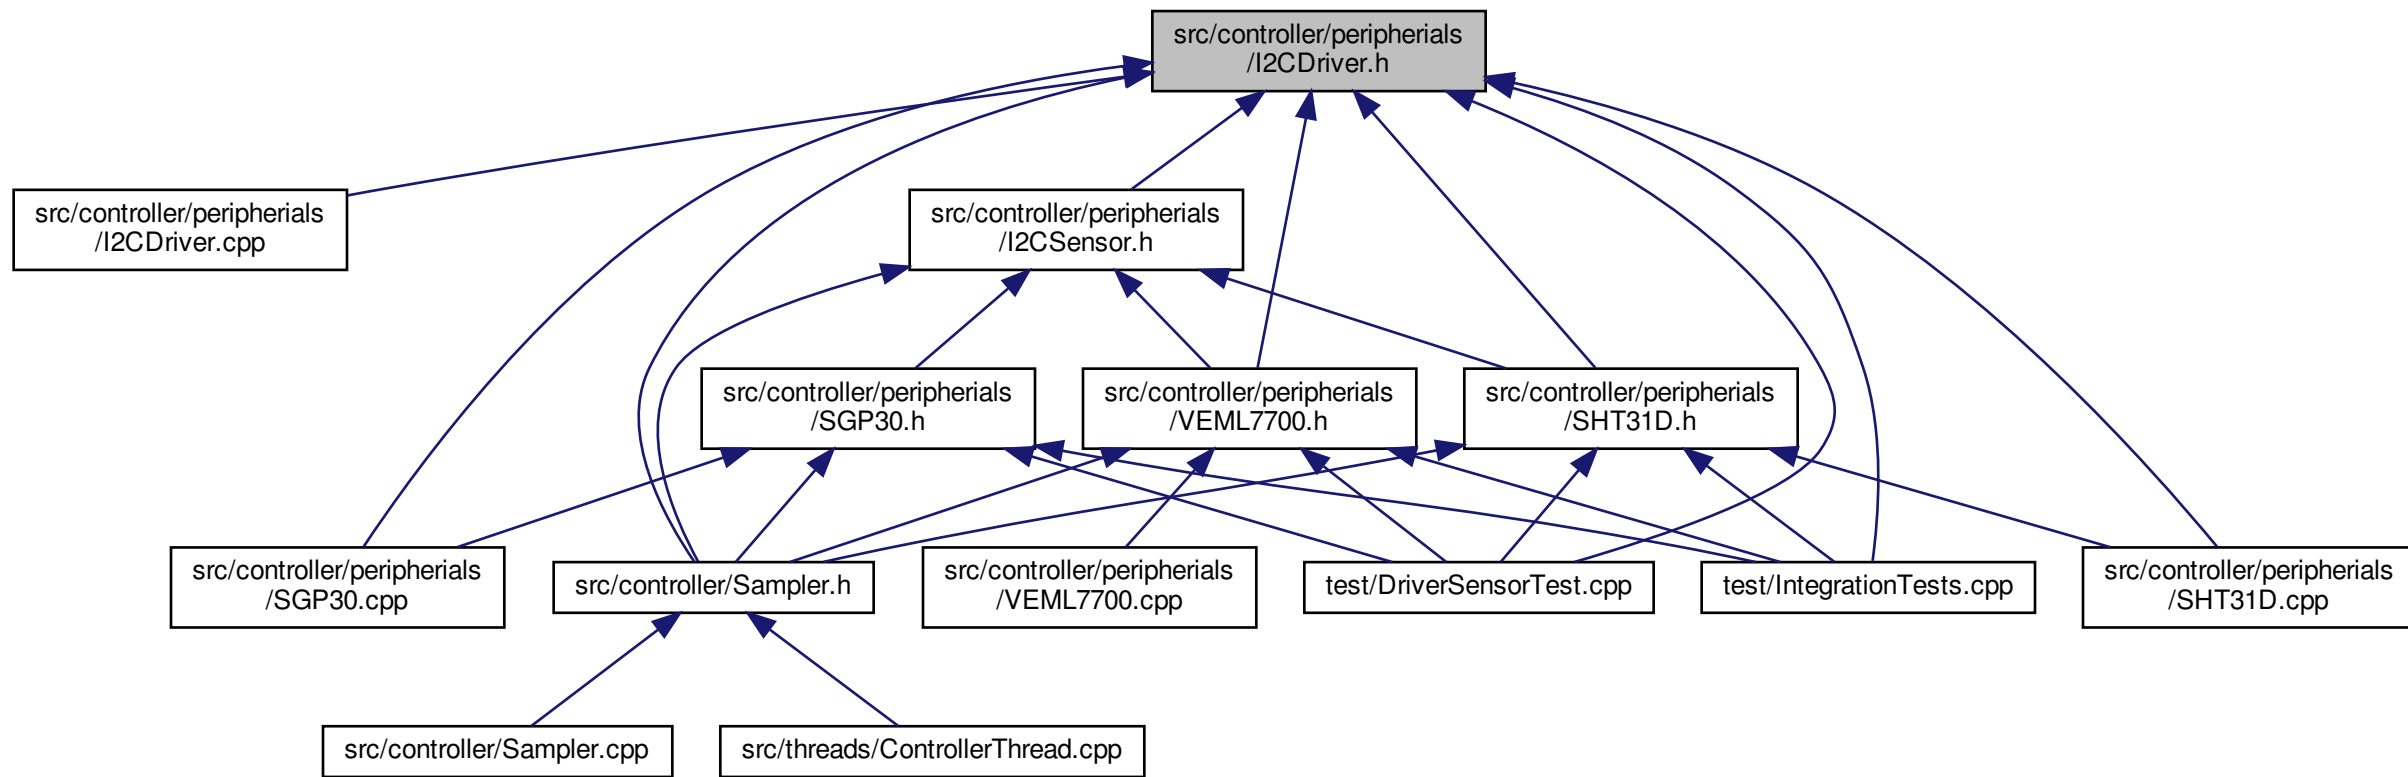 src/controller/peripherials
/I2CDriver.h
src/controller/peripherials
/I2CDriver.cpp
src/controller/peripherials
/I2CSensor.h
src/controller/peripherials
/SGP30.h
src/controller/peripherials
/VEML7700.h
src/controller/peripherials
/SHT31D.h
src/controller/peripherials
/SGP30.cpp
src/controller/Sampler.h
src/controller/peripherials
/VEML7700.cpp
test/DriverSensorTest.cpp
test/IntegrationTests.cpp
src/controller/peripherials
/SHT31D.cpp
src/controller/Sampler.cpp
src/threads/ControllerThread.cpp